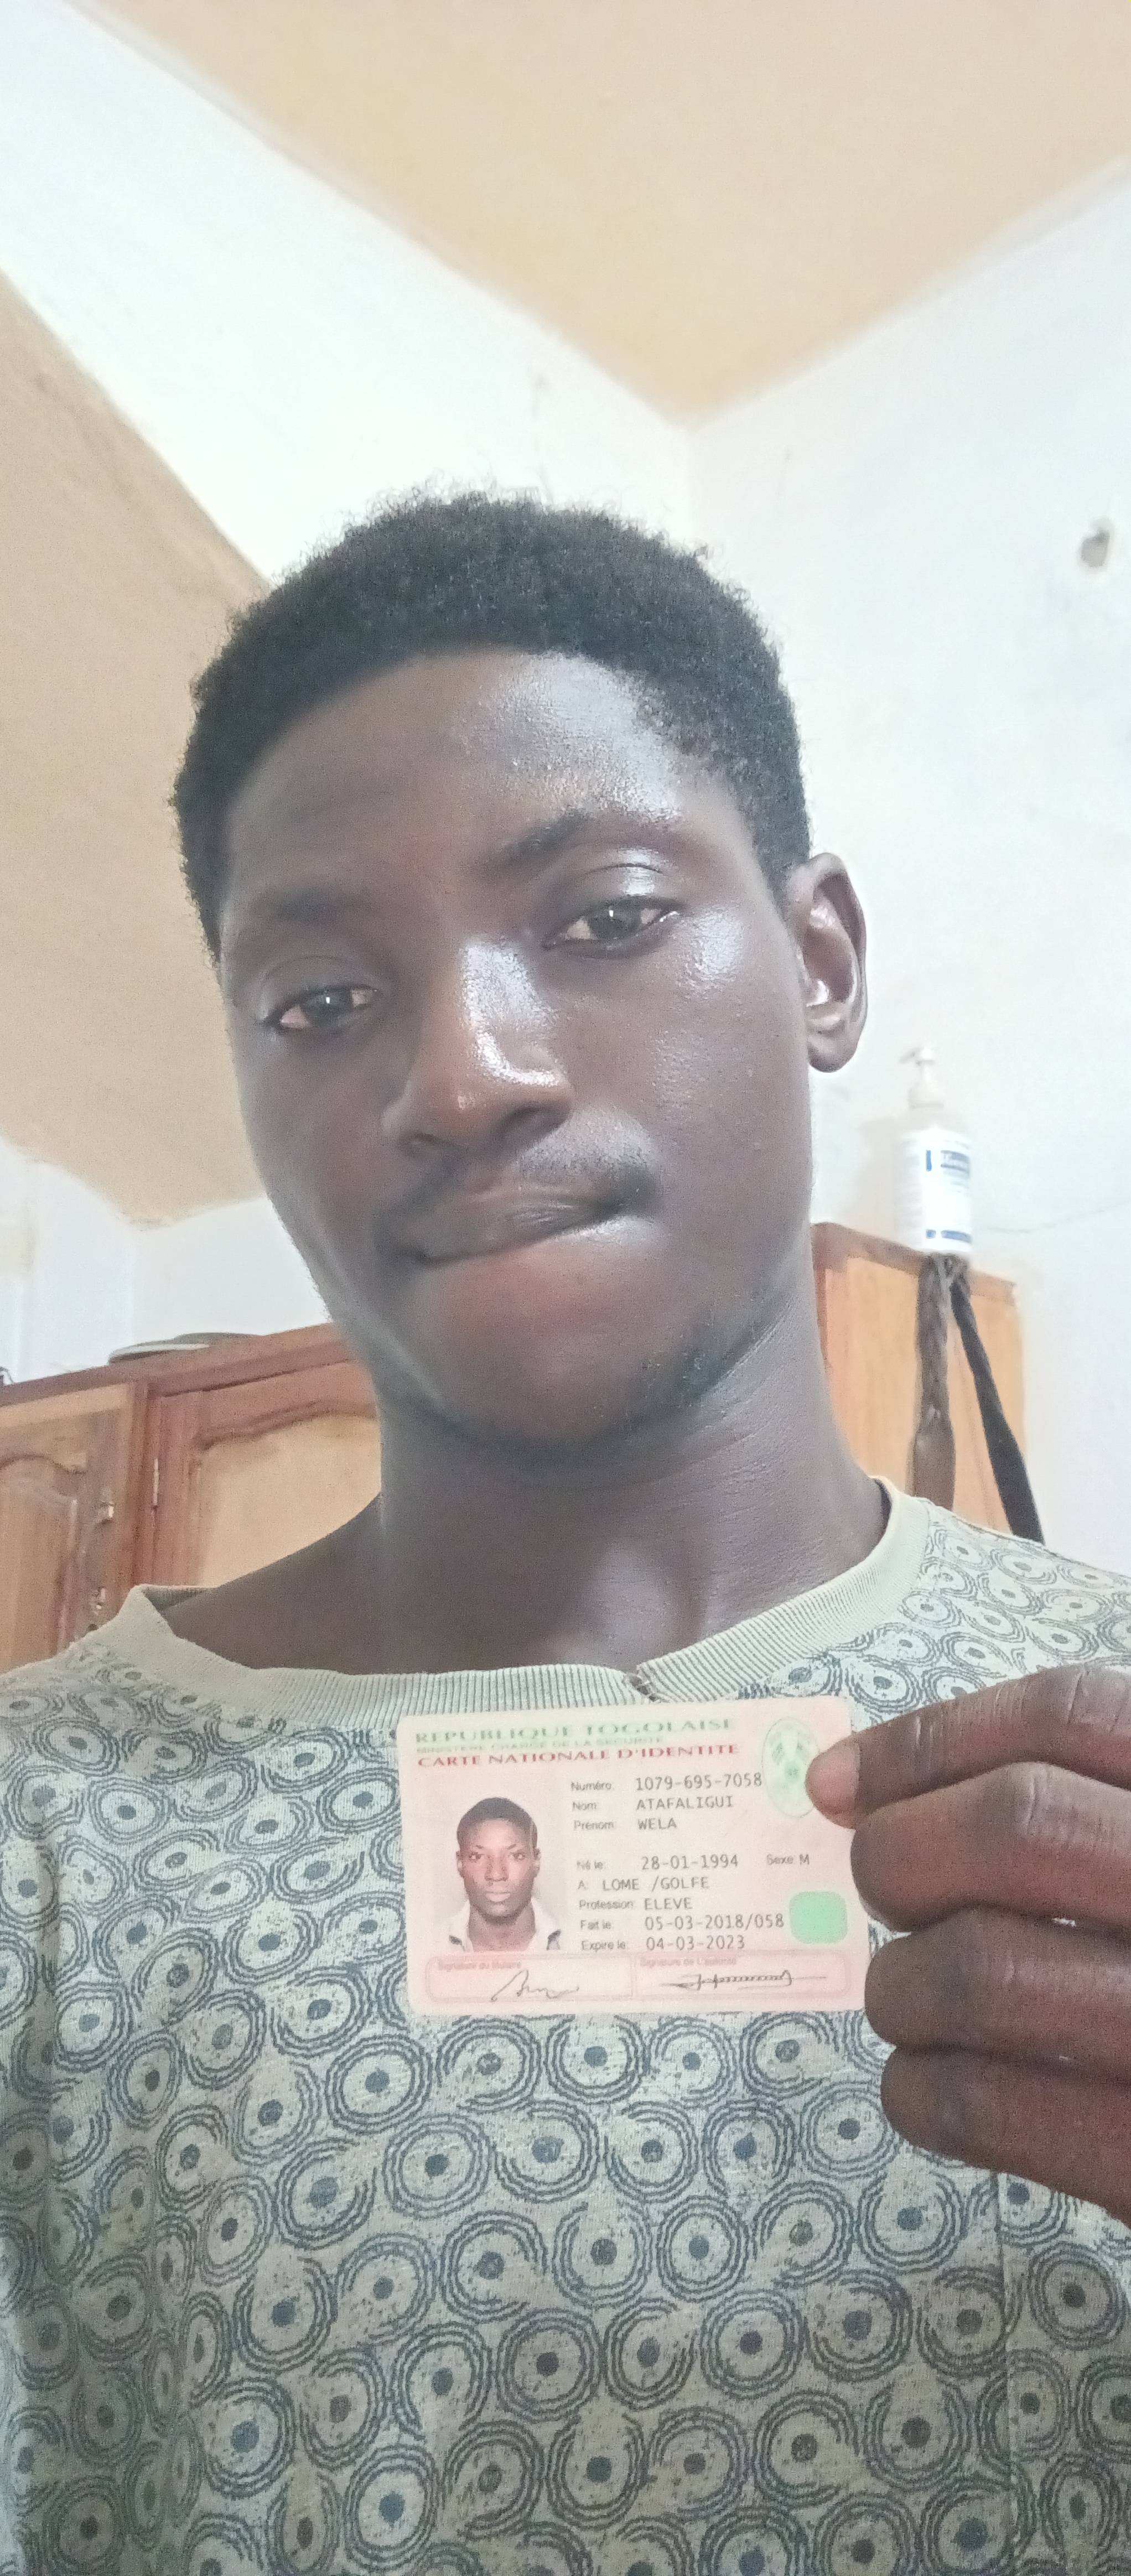 REPUBLIQUE TOGOLAISE
MINISTERE CHARGE DE LA SECURITE
CARTE NATIONALE D'IDENTITE
Numéro: 1079-695-7058
Nom: ATAFALIGUI
Prénom: WELA
Né le: 28-01-1994 Sexe: M
A: LOME /GOLFE
Profession: ELEVE
Fait le: 05-03-2018/058
Expire le: 04-03-2023
Signature du titulaire Signature de L'autorité